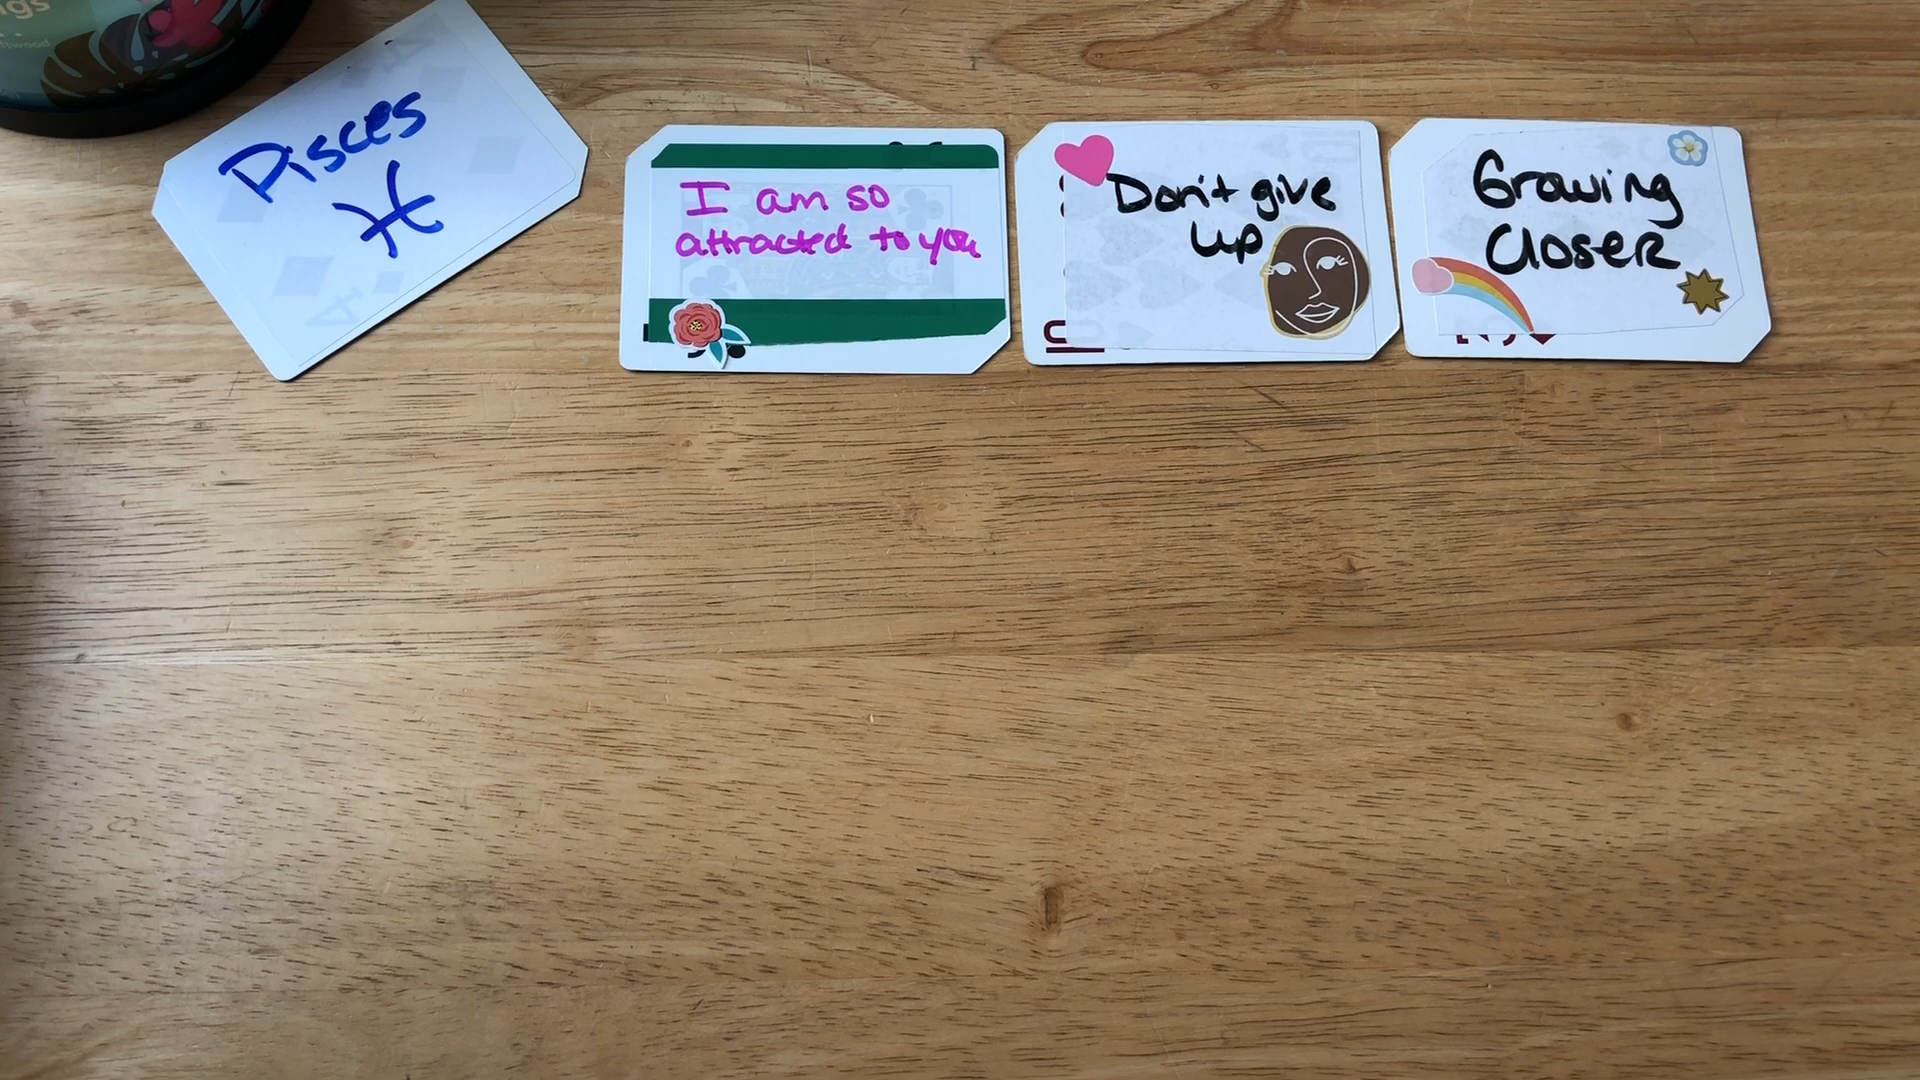 Pisces
♓
I am so
attracted to you
Don't give
up
Growing
Closer